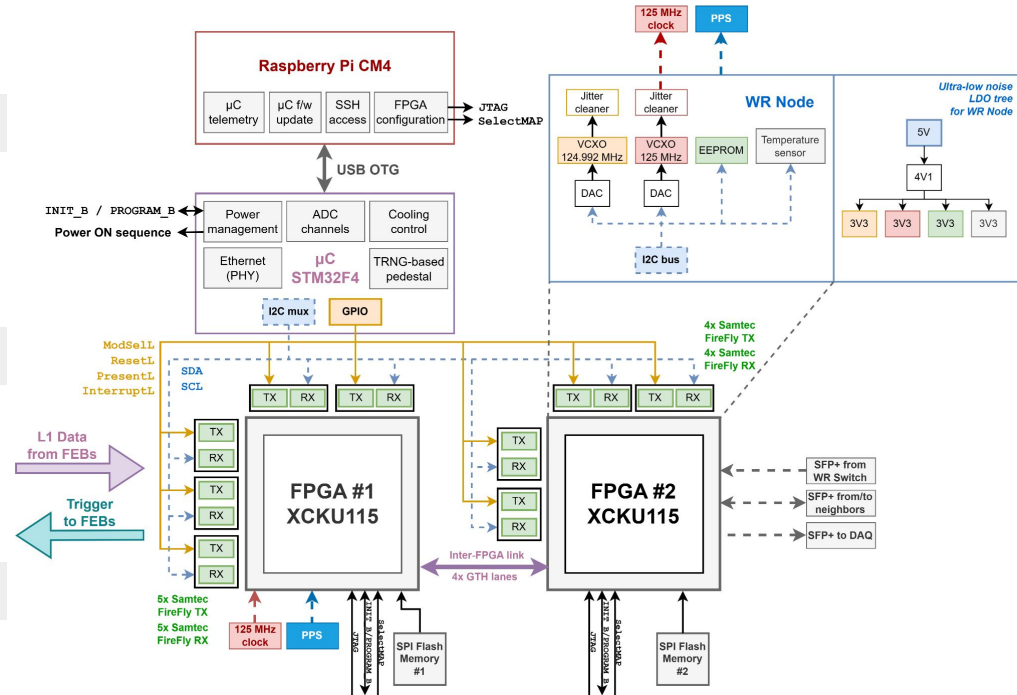 125 MHz
clock
PPS
Raspberry Pi CM4
μC
telemetry
μC f/w
update
SSH
access
FPGA
configuration
JTAG
SelectMAP
USB OTG
INIT_B / PROGRAM_B
Power ON sequence
Power
management
ADC
channels
Cooling
control
Ethernet
(PHY)
μC
STM32F4
TRNG-based
pedestal
I2C mux
GPIO
Jitter
cleaner
Jitter
cleaner
WR Node
VCXO
124.992 MHz
VCXO
125 MHz
EEPROM
Temperature
sensor
DAC
DAC
I2C bus
Ultra-low noise
LDO tree
for WR Node
5V
4V1
3V3
3V3
3V3
3V3
ModSelL
ResetL
PresentL
InterruptL
SDA
SCL
4x Samtec
FireFly TX
4x Samtec
FireFly RX
TX
RX
TX
RX
TX
RX
TX
RX
L1 Data
from FEBs
Trigger
to FEBs
TX
RX
TX
RX
TX
RX
FPGA #1
XCKU115
TX
RX
TX
RX
FPGA #2
XCKU115
SFP+ from
WR Switch
SFP+ from/to
neighbors
SFP+ to DAQ
Inter-FPGA link
4x GTH lanes
5x Samtec
FireFly TX
5x Samtec
FireFly RX
125 MHz
clock
PPS
JTAG
INIT_B/PROGRAM_B
SelectMAP
SPI Flash
Memory
#1
JTAG
INIT_B/PROGRAM_B
SelectMAP
SPI Flash
Memory
#2